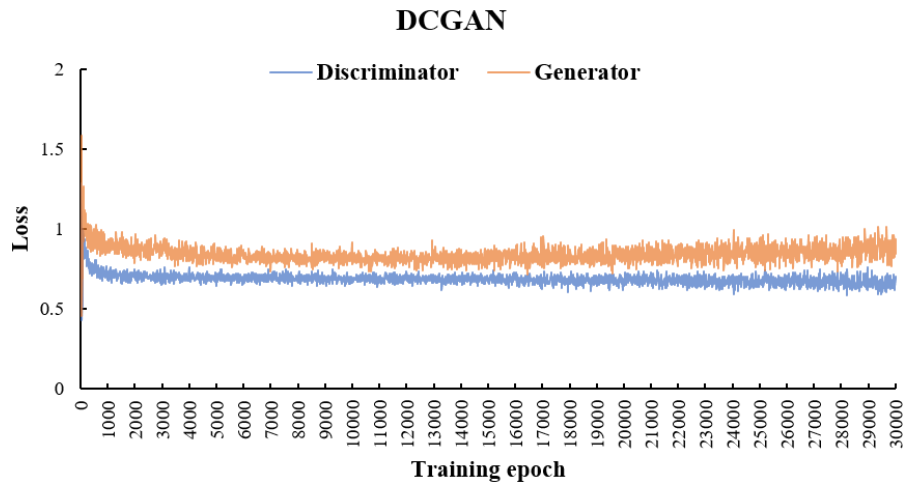 DCGAN
Discriminator Generator
Loss
2
1.5
1
0.5
0
0 1000 2000 3000 4000 5000 6000 7000 8000 9000 10000 11000 12000 13000 14000 15000 16000 17000 18000 19000 20000 21000 22000 23000 24000 25000 26000 27000 28000 29000 30000
Training epoch